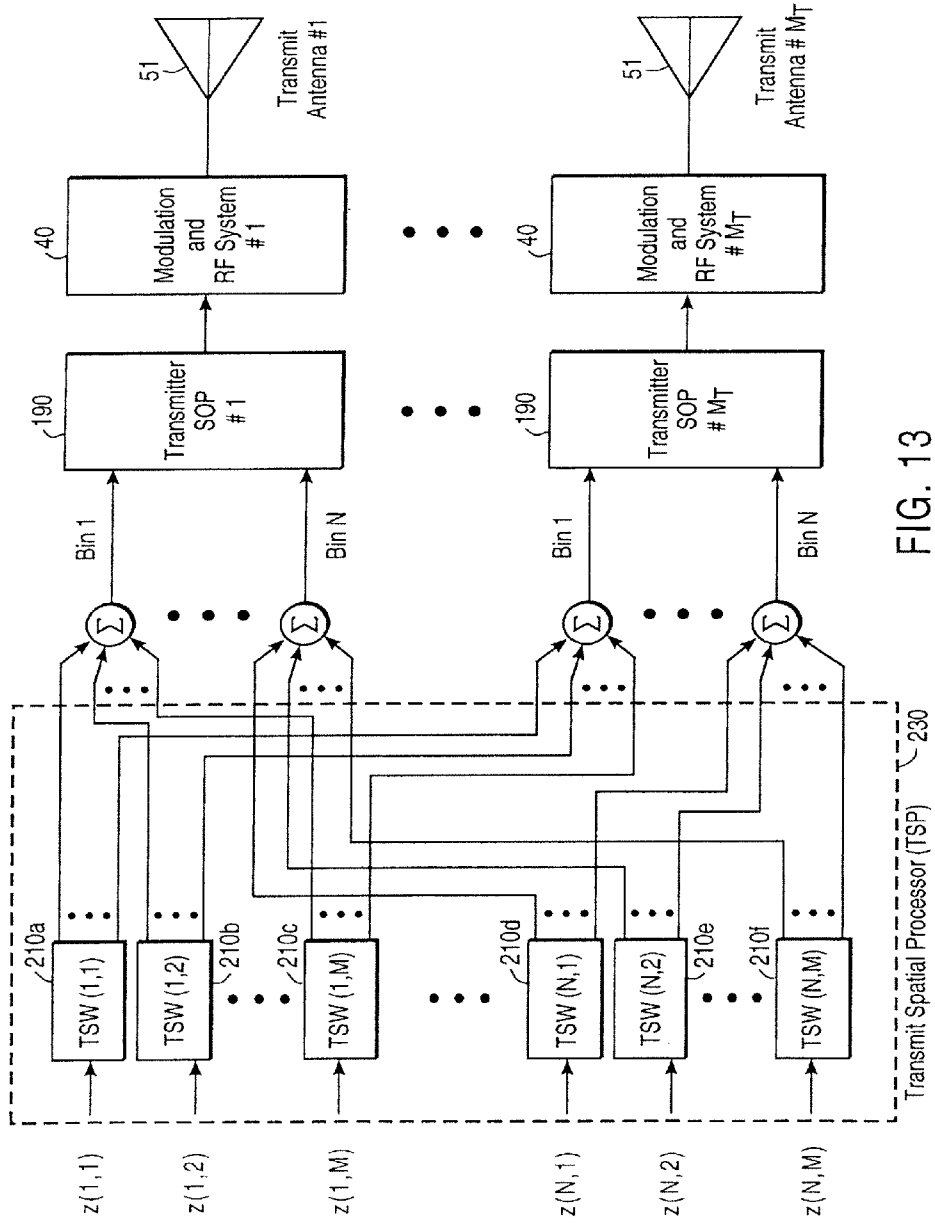 z(1,1)
z(1,2)
z(1,M)
z(N,1)
z(N,2)
z(N,M)
TSW (1,1)
210a
TSW (1,2)
210b
TSW (1,M)
210c
TSW (N,1)
210d
TSW (N,2)
210e
TSW (N,M)
210f
Transmit Spatial Processor (TSP)
230
Σ
Σ
Σ
Σ
Bin 1
Bin N
Bin 1
Bin N
190
Transmitter
SOP
# 1
190
Transmitter
SOP
# MT
40
Modulation
and
RF System
# 1
40
Modulation
and
RF System
# MT
51
Transmit
Antenna #1
51
Transmit
Antenna # MT
FIG. 13